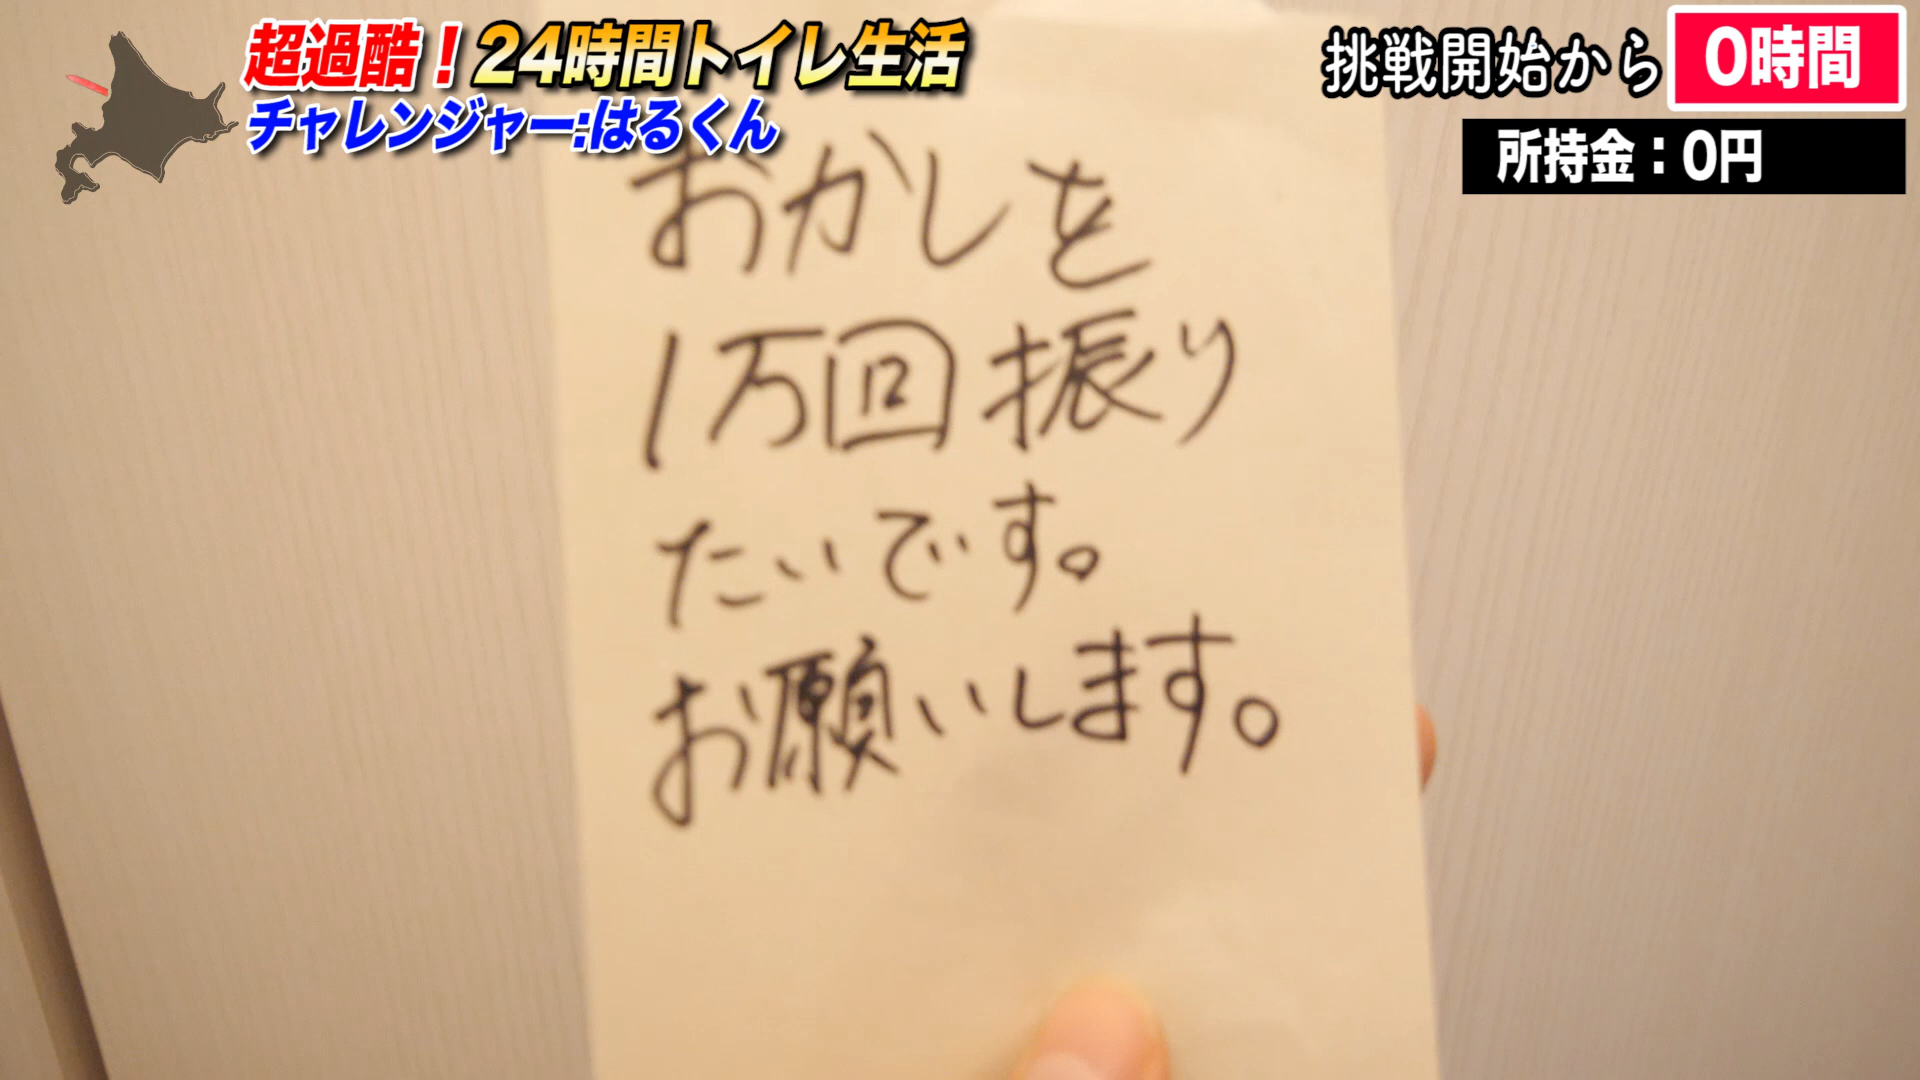 超過酷！24時間トイレ生活
チャレンジャー:はるくん
挑戦開始から 0時間
所持金：0円
おかしを
1万回振り
たいです。
お願いします。